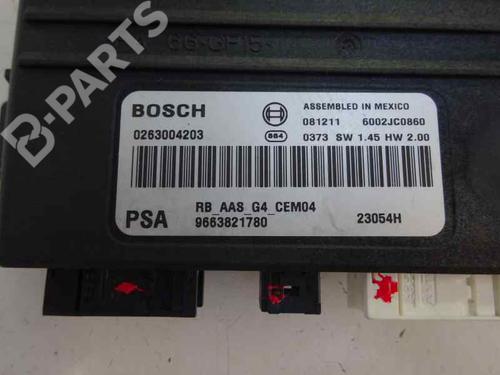 B-PARTS
BOSCH
0263004203
ASSEMBLED IN MEXICO
081211 6002JC0860
864 0373 SW 1.45 HW 2.00
PSA
RB_AAS_G4_CEM04
9663821780
23054H